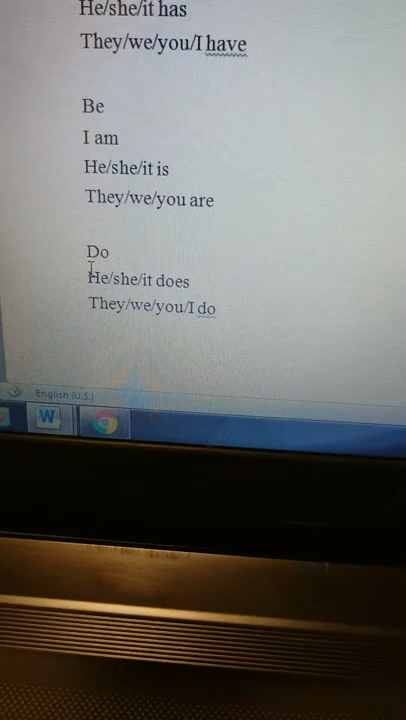 He/she/it has
They/we/you/I have
Be
I am
He/she/it is
They/we/you are
Do
He/she/it does
They/we/you/I do
English (U.S.)
W